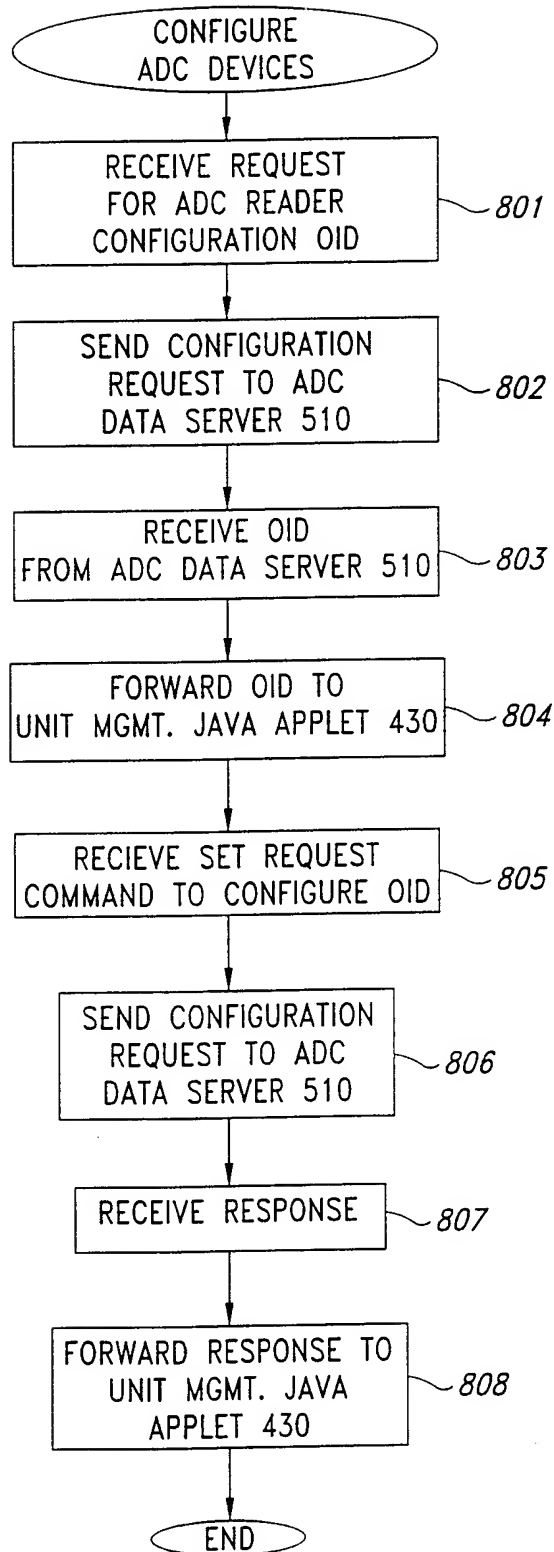 CONFIGURE
ADC DEVICES
RECEIVE REQUEST
FOR ADC READER
CONFIGURATION OID
801
SEND CONFIGURATION
REQUEST TO ADC
DATA SERVER 510
802
RECEIVE OID
FROM ADC DATA SERVER 510
803
FORWARD OID TO
UNIT MGMT. JAVA APPLET 430
804
RECIEVE SET REQUEST
COMMAND TO CONFIGURE OID
805
SEND CONFIGURATION
REQUEST TO ADC
DATA SERVER 510
806
RECEIVE RESPONSE
807
FORWARD RESPONSE TO
UNIT MGMT. JAVA
APPLET 430
808
END